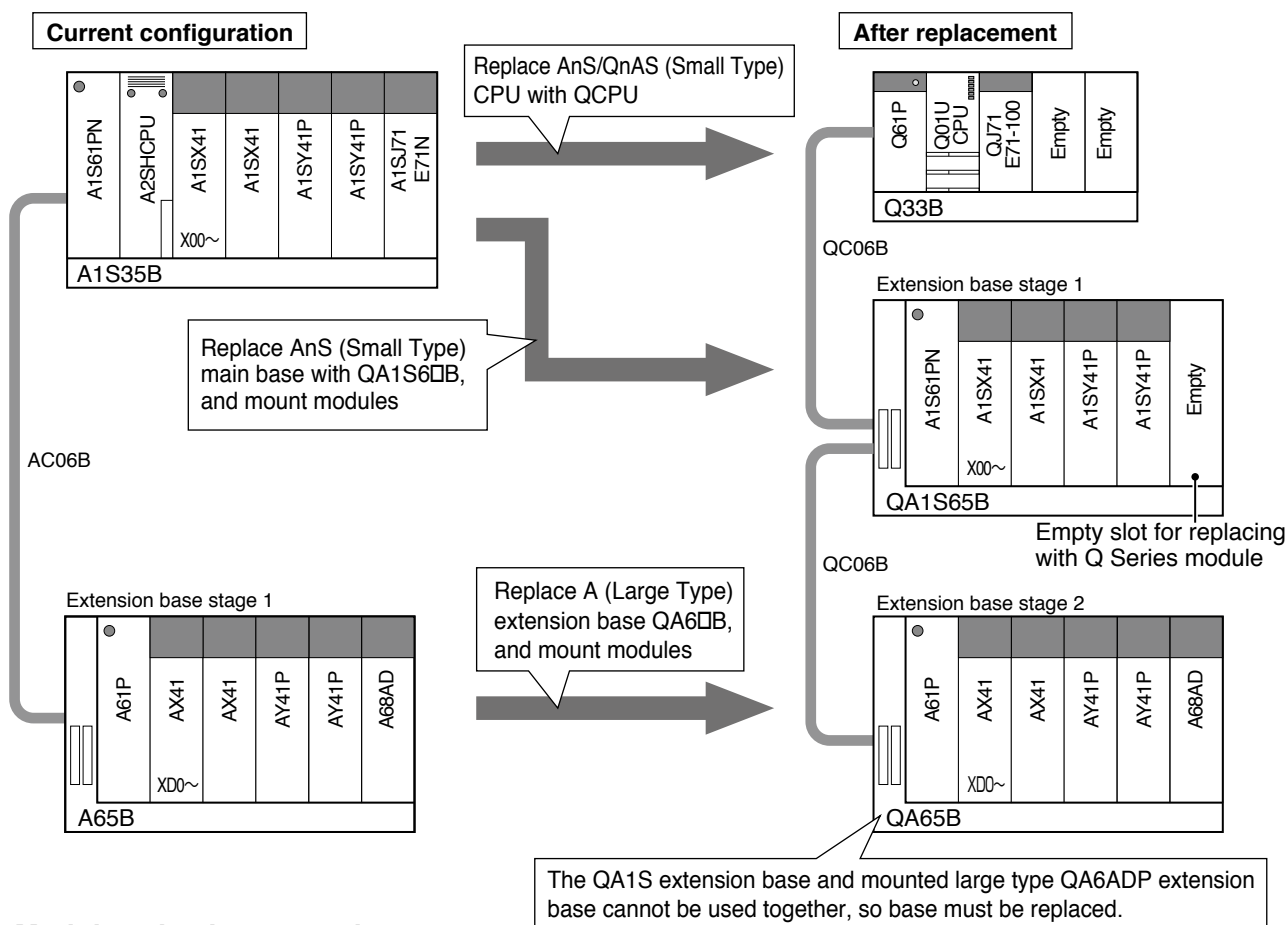 Current configuration
After replacement
Replace AnS/QnAS (Small Type)
CPU with QCPU
A1S61PN
A2SHCPU
A1SX41
X00~
A1SX41
A1SY41P
A1SY41P
A1SJ71
E71N
A1S35B
Q61P
Q01U
CPU
QJ71
E71-100
Empty
Empty
Q33B
QC06B
Extension base stage 1
Replace AnS (Small Type)
main base with QA1S6□B,
and mount modules
A1S61PN
A1SX41
X00~
A1SX41
A1SY41P
A1SY41P
Empty
QA1S65B
Empty slot for replacing
with Q Series module
AC06B
QC06B
Extension base stage 1
Replace A (Large Type)
extension base QA6□B,
and mount modules
Extension base stage 2
A61P
AX41
XD0~
AX41
AY41P
AY41P
A68AD
A65B
A61P
AX41
XD0~
AX41
AY41P
AY41P
A68AD
QA65B
The QA1S extension base and mounted large type QA6ADP extension
base cannot be used together, so base must be replaced.